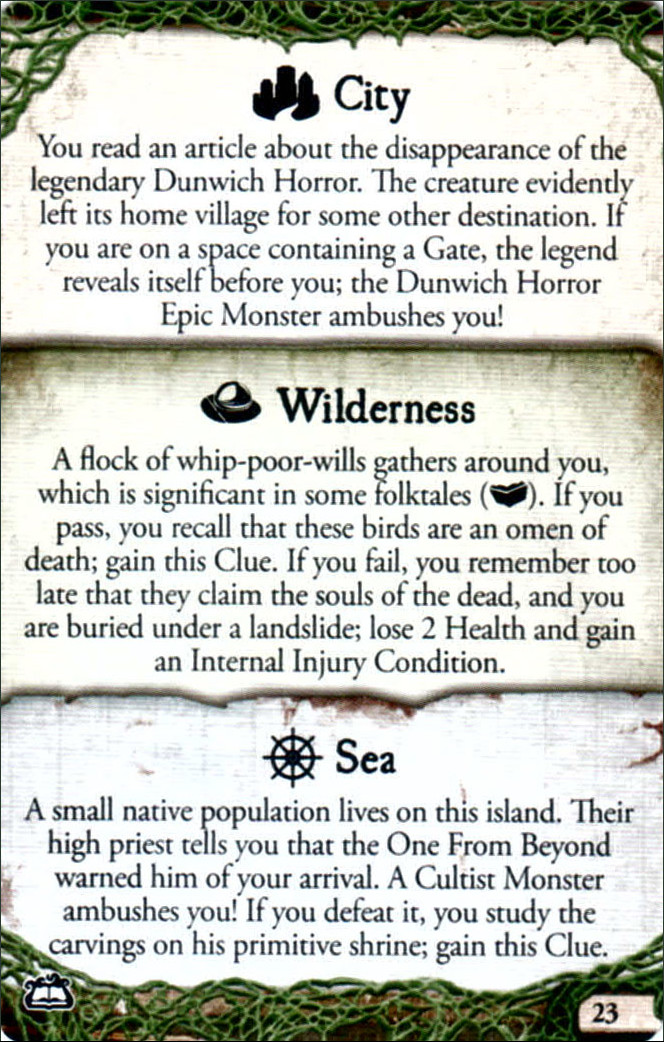 City
You read an article about the disappearance of the
legendary Dunwich Horror. The creature evidently
left its home village for some other destination. If
you are on a space containing a Gate, the legend
reveals itself before you; the Dunwich Horror
Epic Monster ambushes you!
Wilderness
A flock of whip-poor-wills gathers around you,
which is significant in some folktales (). If you
pass, you recall that these birds are an omen of
death; gain this Clue. If you fail, you remember too
late that they claim the souls of the dead, and you
are buried under a landslide; lose 2 Health and gain
an Internal Injury Condition.
Sea
A small native population lives on this island. Their
high priest tells you that the One From Beyond
warned him of your arrival. A Cultist Monster
ambushes you! If you defeat it, you study the
carvings on his primitive shrine; gain this Clue.
23